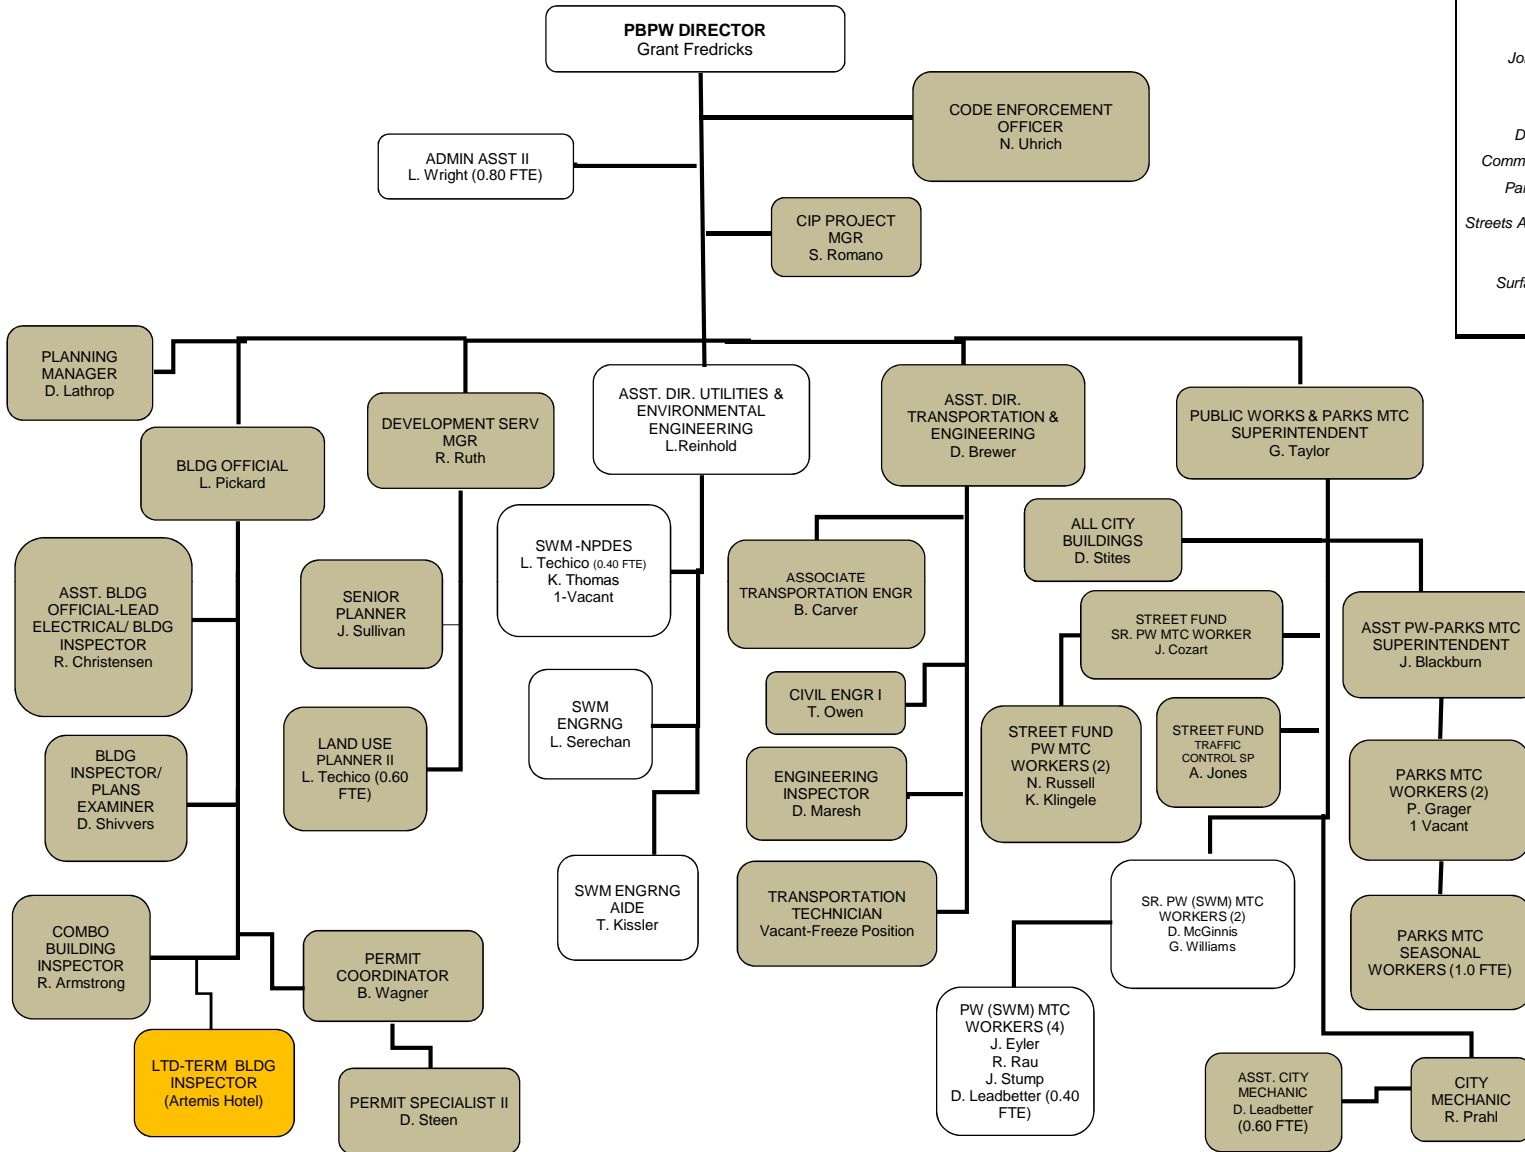 PBPW DIRECTOR
Grant Fredricks
CODE ENFORCEMENT
OFFICER
N. Uhrich
ADMIN ASST II
L. Wright (0.80 FTE)
CIP PROJECT
MGR
S. Romano
Streets A
PLANNING
MANAGER
D. Lathrop
BLDG OFFICIAL
L. Pickard
DEVELOPMENT SERV
MGR
R. Ruth
ASST. DIR. UTILITIES &
ENVIRONMENTAL
ENGINEERING
L.Reinhold
ASST. DIR.
TRANSPORTATION &
ENGINEERING
D. Brewer
PUBLIC WORKS & PARKS MTC
SUPERINTENDENT
G. Taylor
ASST. BLDG
OFFICIAL-LEAD
ELECTRICAL/ BLDG
INSPECTOR
R. Christensen
BLDG
INSPECTOR/
PLANS
EXAMINER
D. Shivvers
COMBO
BUILDING
INSPECTOR
R. Armstrong
LTD-TERM BLDG
INSPECTOR
(Artemis Hotel)
PERMIT
COORDINATOR
B. Wagner
PERMIT SPECIALIST II
D. Steen
SENIOR
PLANNER
J. Sullivan
LAND USE
PLANNER II
L. Techico (0.60
FTE)
SWM -NPDES
L. Techico (0.40 FTE)
K. Thomas
1-Vacant
SWM
ENGRNG
L. Serechan
SWM ENGRNG
AIDE
T. Kissler
ASSOCIATE
TRANSPORTATION ENGR
B. Carver
CIVIL ENGR I
T. Owen
ENGINEERING
INSPECTOR
D. Maresh
TRANSPORTATION
TECHNICIAN
Vacant-Freeze Position
ALL CITY
BUILDINGS
D. Stites
STREET FUND
SR. PW MTC WORKER
J. Cozart
STREET FUND
PW MTC
WORKERS (2)
N. Russell
K. Klingele
STREET FUND
TRAFFIC
CONTROL SP
A. Jones
ASST PW-PARKS MTC
SUPERINTENDENT
J. Blackburn
PARKS MTC
WORKERS (2)
P. Grager
1 Vacant
PARKS MTC
SEASONAL
WORKERS (1.0 FTE)
SR. PW (SWM) MTC
WORKERS (2)
D. McGinnis
G. Williams
PW (SWM) MTC
WORKERS (4)
J. Eyler
R. Rau
J. Stump
D. Leadbetter (0.40
FTE)
ASST. CITY
MECHANIC
D. Leadbetter
(0.60 FTE)
CITY
MECHANIC
R. Prahl